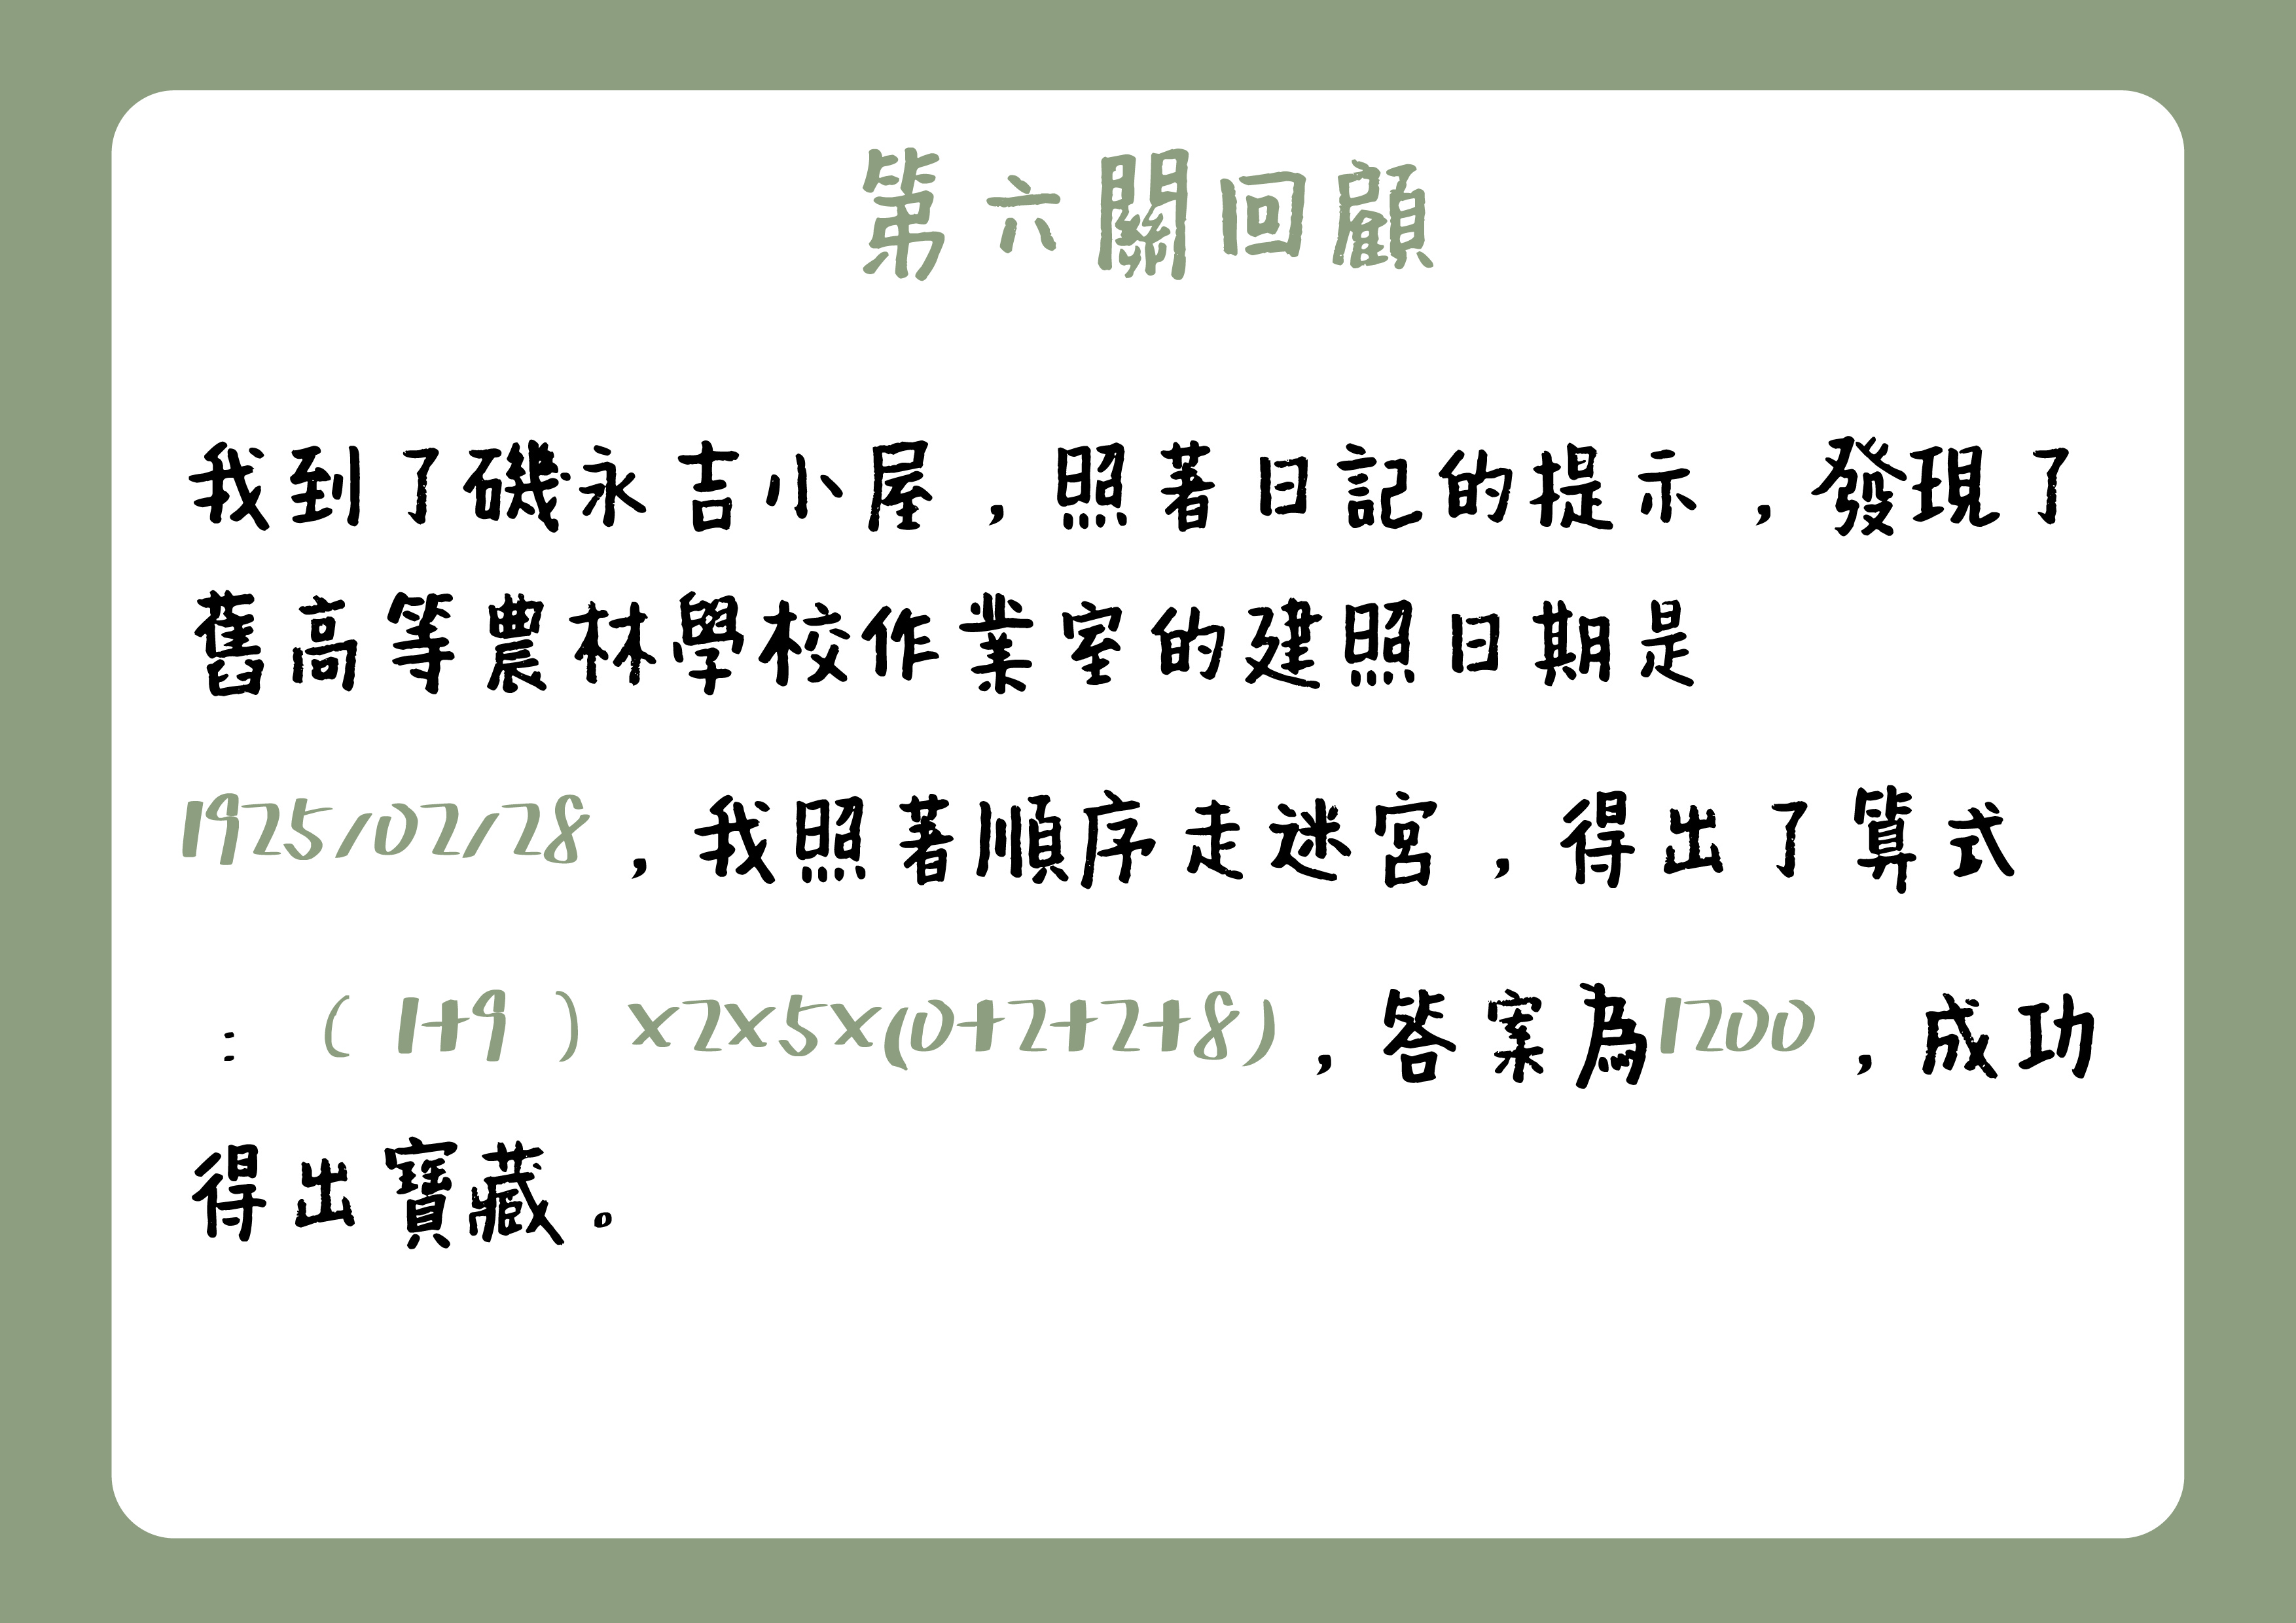 第六關回顧
我到了磯永吉小屋，照著日記的提示，發現了
舊高等農林學校作業室的建照日期是
1925/02/28，我照著順序走迷宮，得出了算式
：（1+9）x2x5x(0+2+2+8)，答案為1200，成功
得出寶藏。